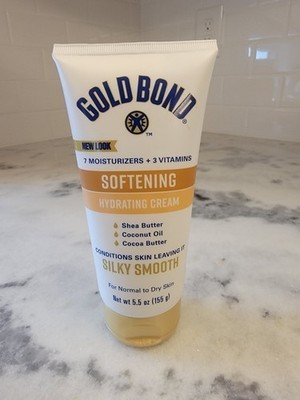 GOLD BOND
TM
NEW LOOK
7 MOISTURIZERS + 3 VITAMINS
SOFTENING
HYDRATING CREAM
Shea Butter
Coconut Oil
Cocoa Butter
CONDITIONS SKIN LEAVING IT
SILKY SMOOTH
For Normal to Dry Skin
Net wt 5.5 oz (155 g)